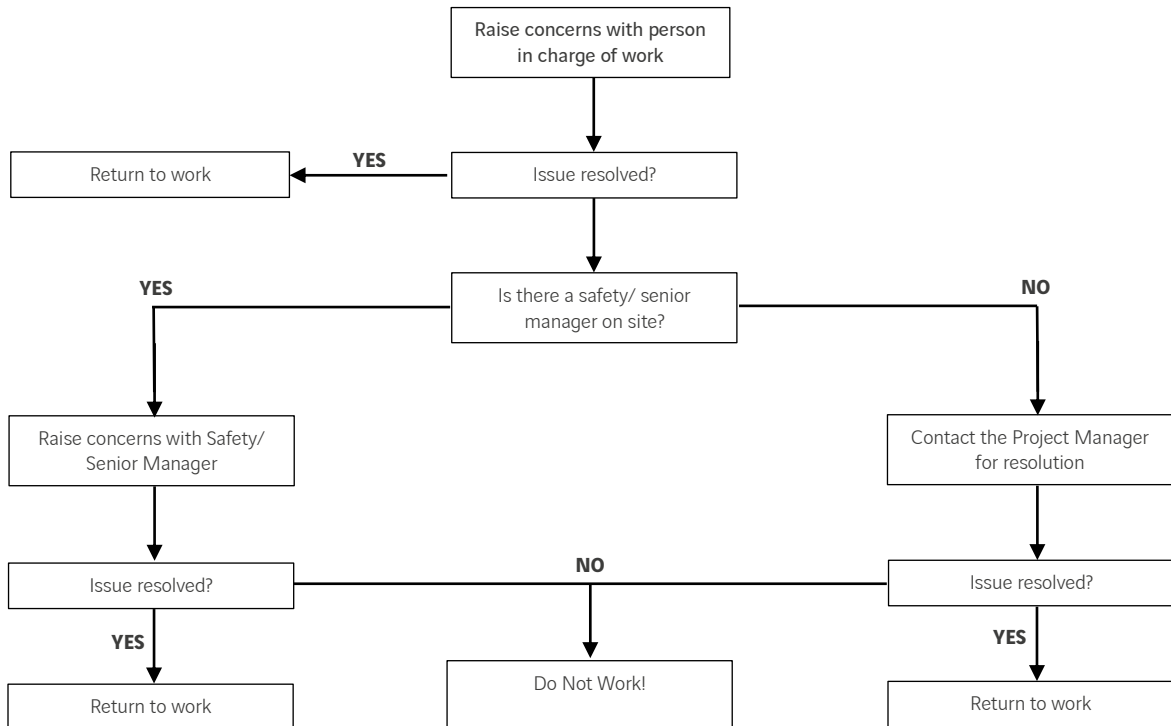 Raise concerns with person
in charge of work
YES
Return to work
Issue resolved?
YES
Is there a safety/ senior
manager on site?
NO
Raise concerns with Safety/
Senior Manager
Contact the Project Manager
for resolution
Issue resolved?
NO
Issue resolved?
YES
YES
Return to work
Do Not Work!
Return to work